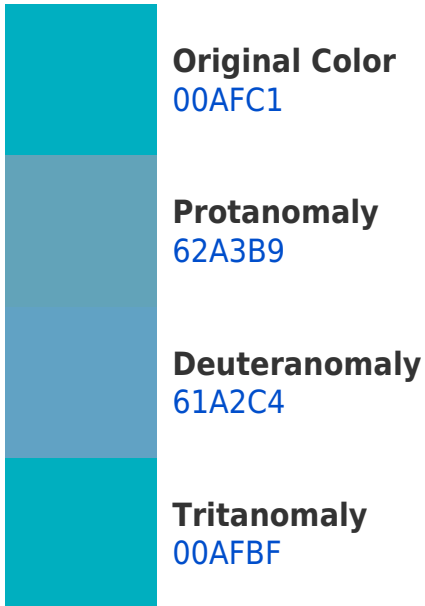 Original Color
00AFC1
Protanomaly
62A3B9
Deuteranomaly
61A2C4
Tritanomaly
00AFBF